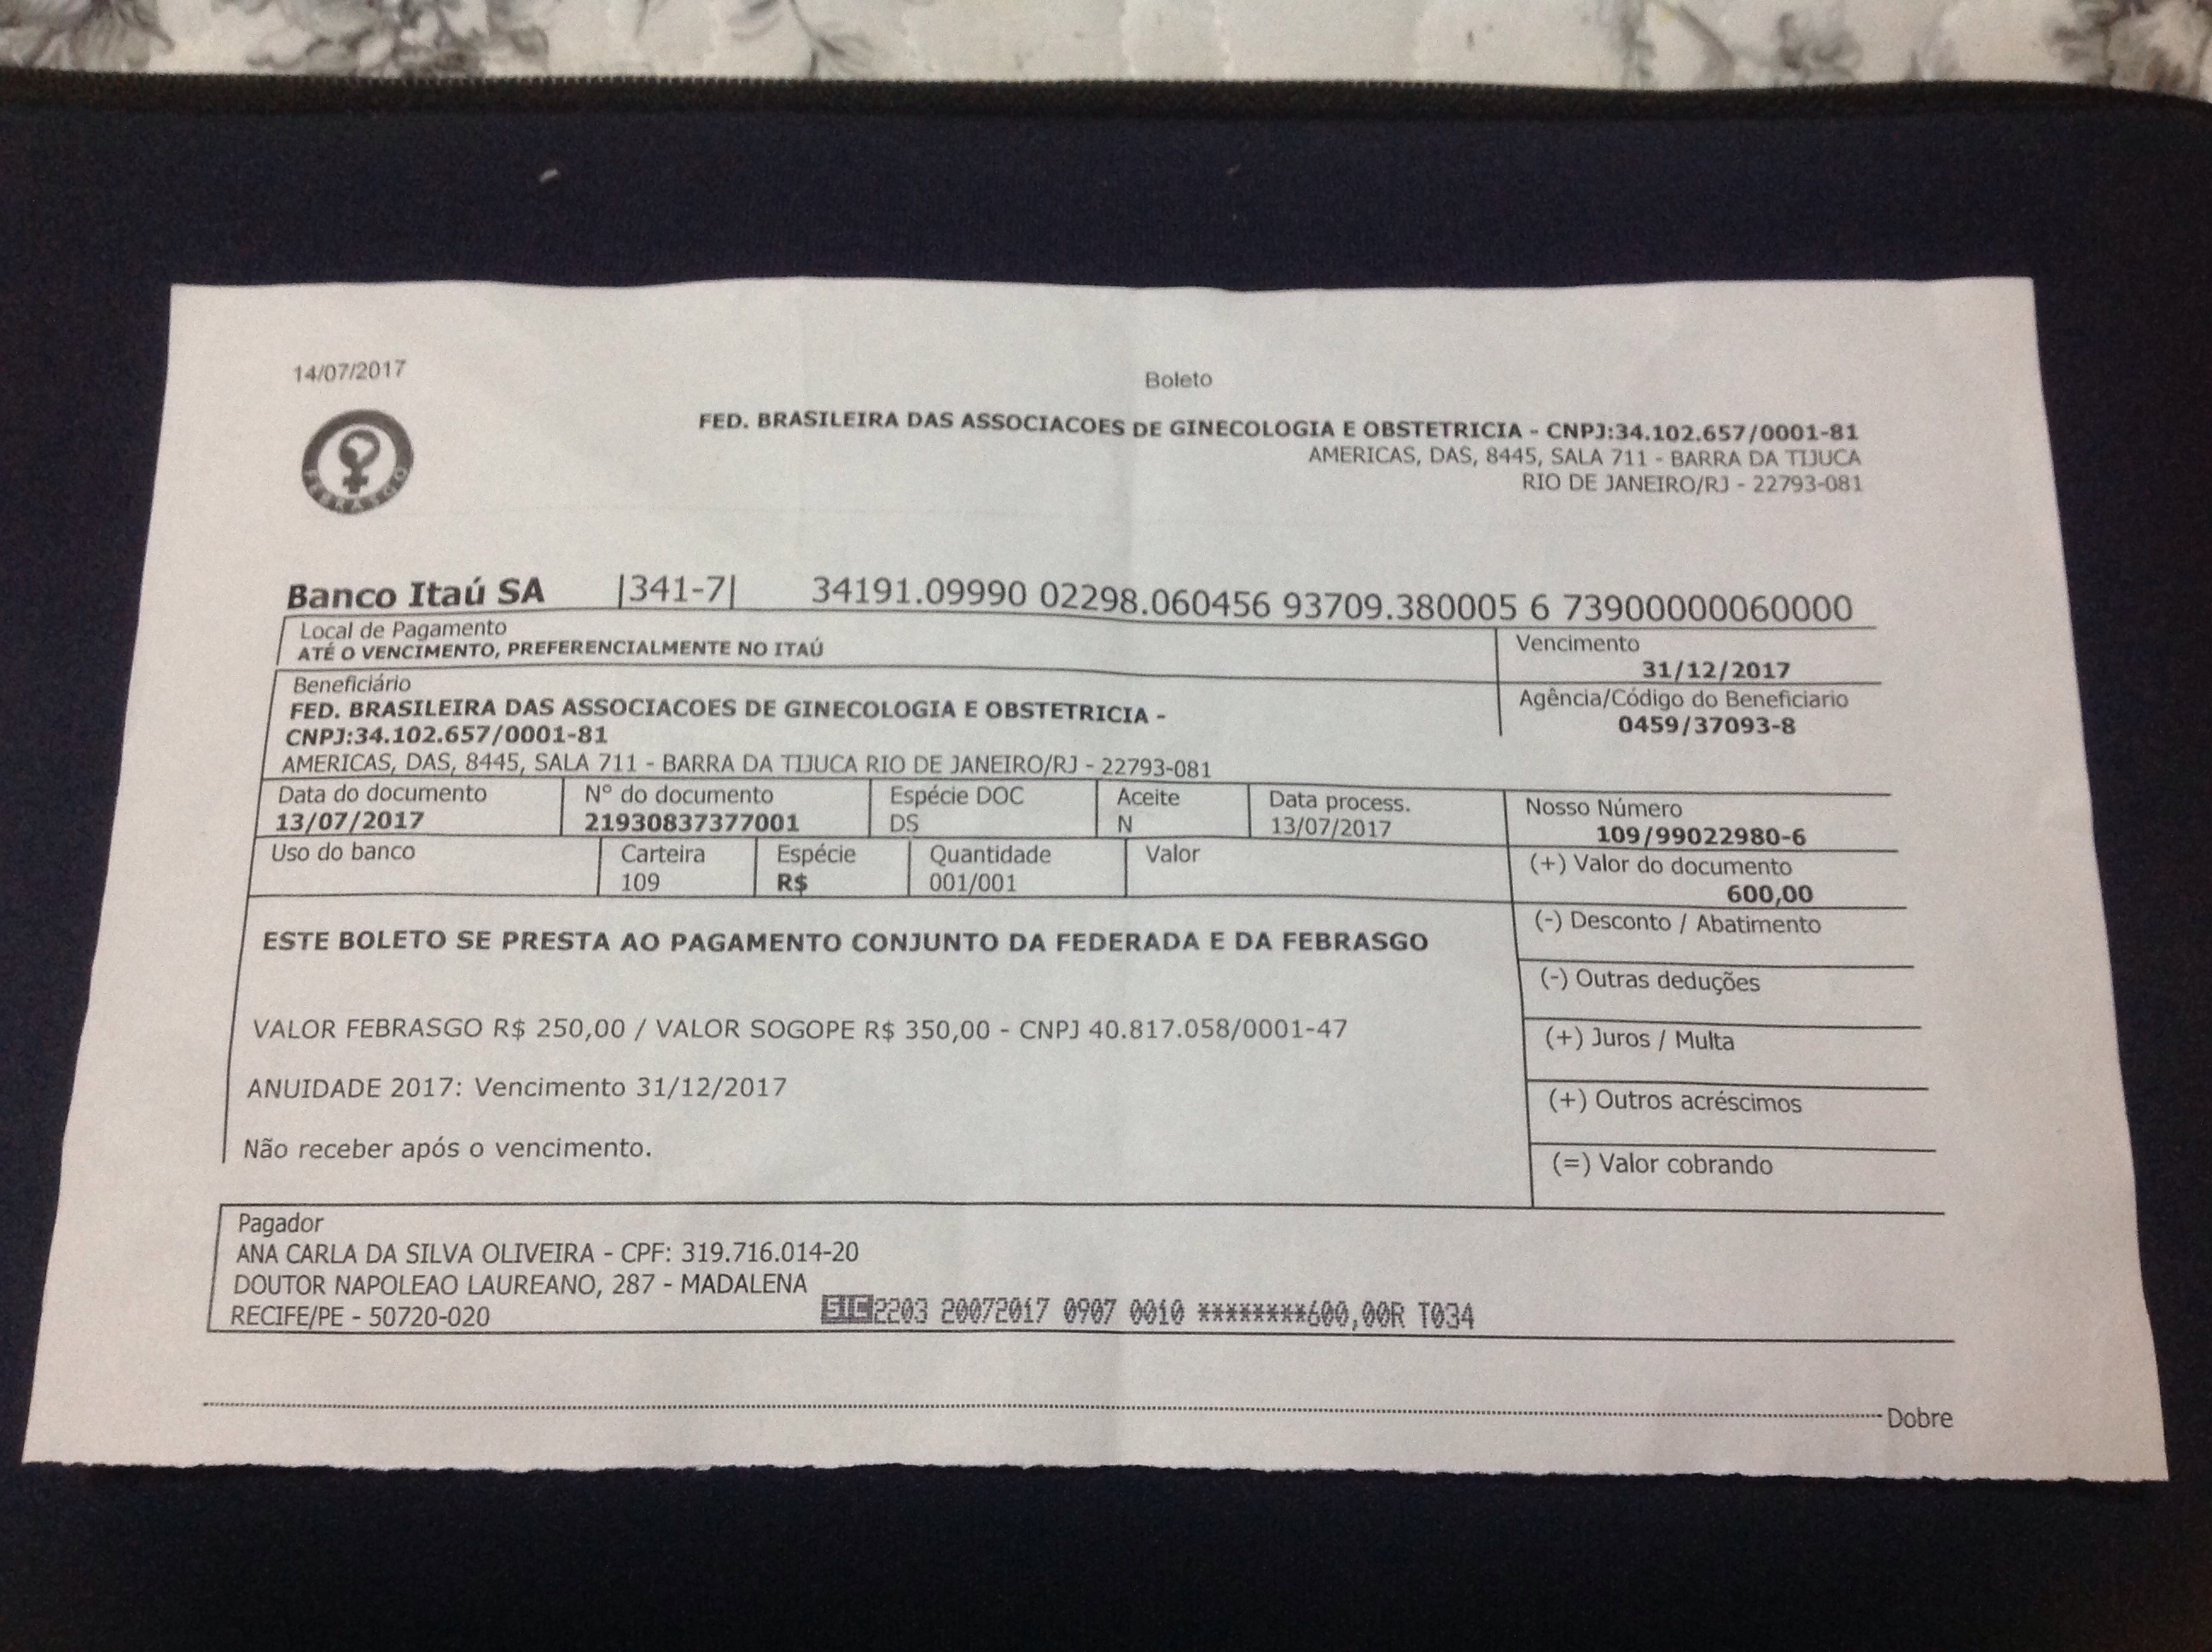 14/07/2017
Boleto
FEBRASGO
FED. BRASILEIRA DAS ASSOCIACOES DE GINECOLOGIA E OBSTETRICIA - CNPJ:34.102.657/0001-81
AMERICAS, DAS, 8445, SALA 711 - BARRA DA TIJUCA
RIO DE JANEIRO/RJ - 22793-081
Banco Itaú SA |341-7| 34191.09990 02298.060456 93709.380005 6 73900000060000
Local de Pagamento
ATÉ O VENCIMENTO, PREFERENCIALMENTE NO ITAÚ
Vencimento
31/12/2017
Beneficiário
FED. BRASILEIRA DAS ASSOCIACOES DE GINECOLOGIA E OBSTETRICIA -
CNPJ:34.102.657/0001-81
AMERICAS, DAS, 8445, SALA 711 - BARRA DA TIJUCA RIO DE JANEIRO/RJ - 22793-081
Agência/Código do Beneficiario
0459/37093-8
Data do documento Nº do documento Espécie DOC Aceite Data process. Nosso Número
13/07/2017 21930837377001 DS N 13/07/2017 109/99022980-6
Uso do banco Carteira Espécie Quantidade Valor (+) Valor do documento
109 R$ 001/001 600,00
ESTE BOLETO SE PRESTA AO PAGAMENTO CONJUNTO DA FEDERADA E DA FEBRASGO
VALOR FEBRASGO R$ 250,00 / VALOR SOGOPE R$ 350,00 - CNPJ 40.817.058/0001-47
ANUIDADE 2017: Vencimento 31/12/2017
Não receber após o vencimento.
(-) Desconto / Abatimento
(-) Outras deduções
(+) Juros / Multa
(+) Outros acréscimos
(=) Valor cobrando
Pagador
ANA CARLA DA SILVA OLIVEIRA - CPF: 319.716.014-20
DOUTOR NAPOLEAO LAUREANO, 287 - MADALENA
RECIFE/PE - 50720-020
2203 20072017 0907 0010 ********600,00R T034
Dobre